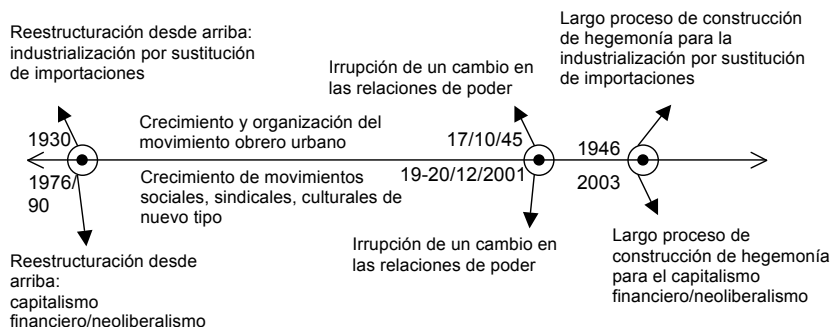 Reestructuración desde arriba:
industrialización por sustitución
de importaciones
Irrupción de un cambio en
las relaciones de poder
Largo proceso de construcción
de hegemonía para la
industrialización por sustitución
de importaciones
1930
Crecimiento y organización del
movimiento obrero urbano
17/10/45
1946
1976/
90
Crecimiento de movimientos
sociales, sindicales, culturales de
nuevo tipo
19-20/12/2001
2003
Reestructuración desde
arriba:
capitalismo
financiero/neoliberalismo
Irrupción de un cambio en
las relaciones de poder
Largo proceso de
construcción de hegemonía
para el capitalismo
financiero/neoliberalismo